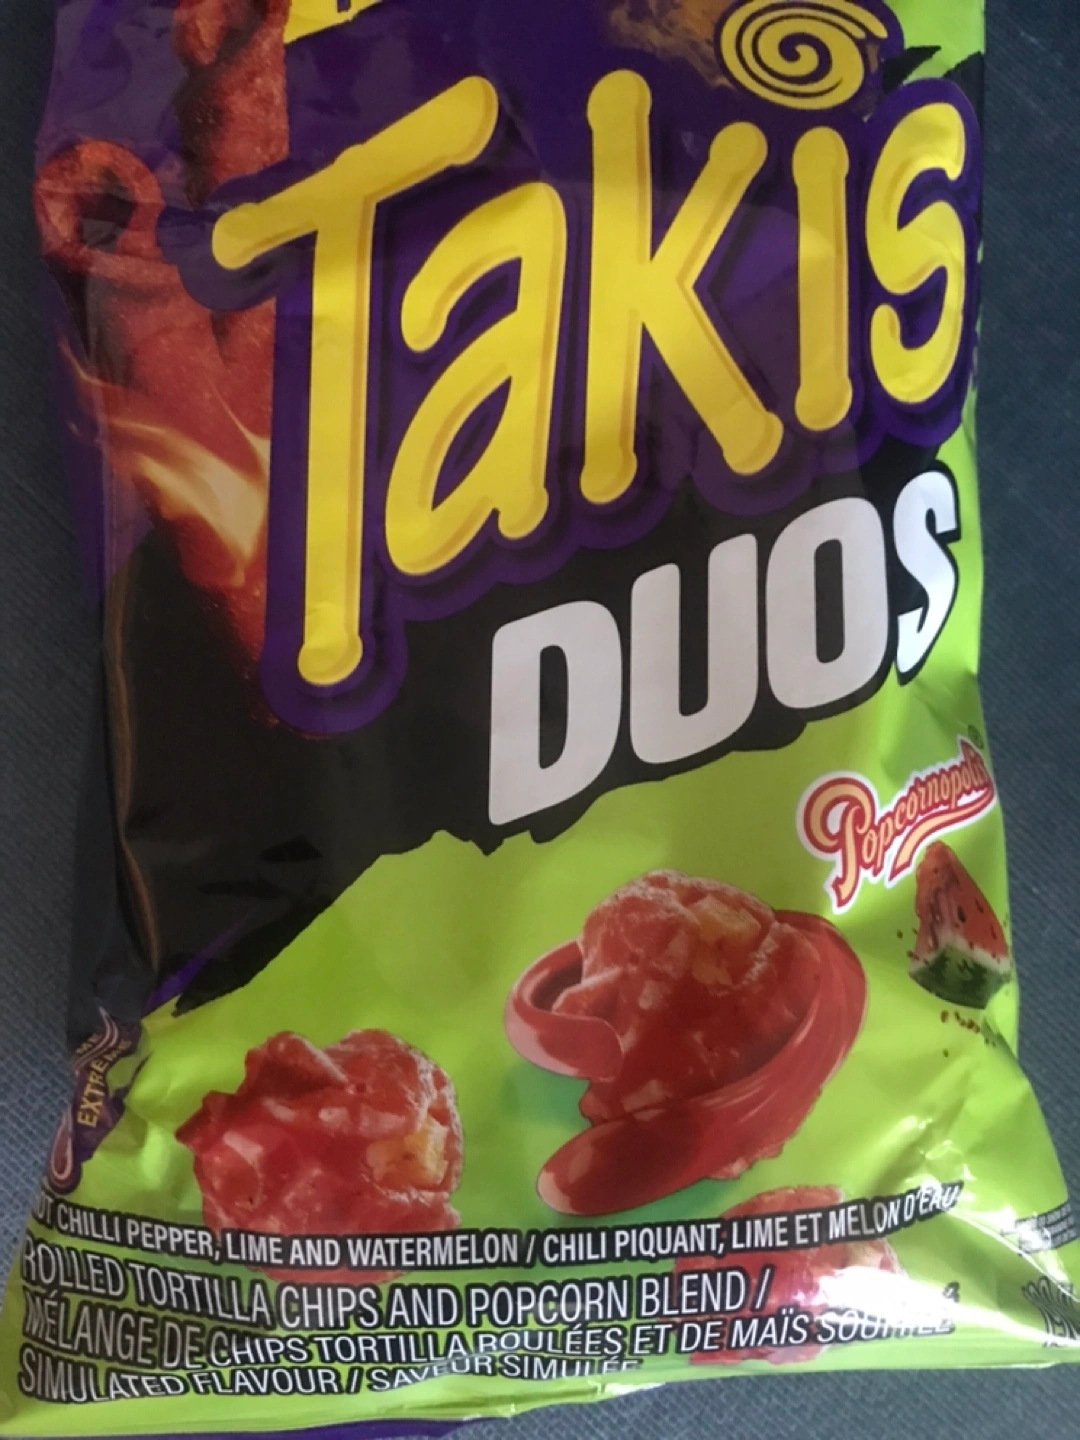 Takis
DUOS
Popcornopolis®
EXTREME
HOT CHILLI PEPPER, LIME AND WATERMELON / CHILI PIQUANT, LIME ET MELON D'EAU
ROLLED TORTILLA CHIPS AND POPCORN BLEND /
MÉLANGE DE CHIPS TORTILLA ROULÉES ET DE MAÏS SOUFFLÉ
SIMULATED FLAVOUR / SAVEUR SIMULÉE